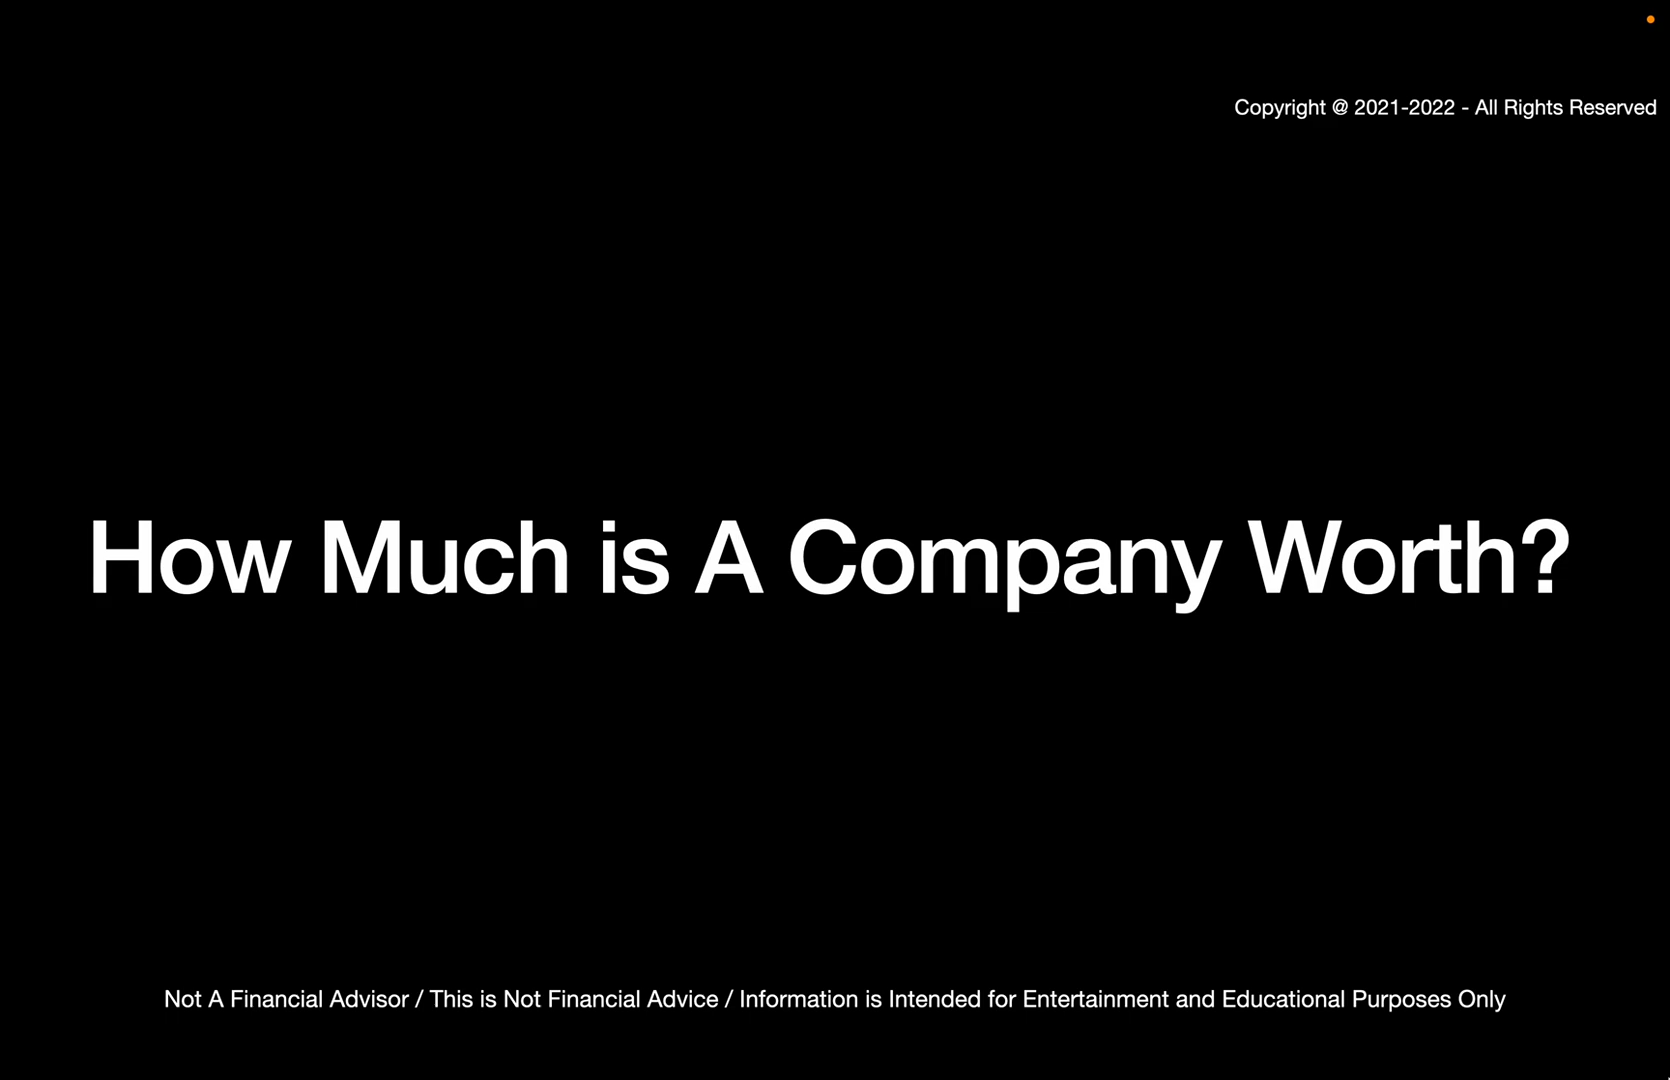 Copyright @ 2021-2022 - All Rights Reserved
How Much is A Company Worth?
Not A Financial Advisor / This is Not Financial Advice / Information is Intended for Entertainment and Educational Purposes Only